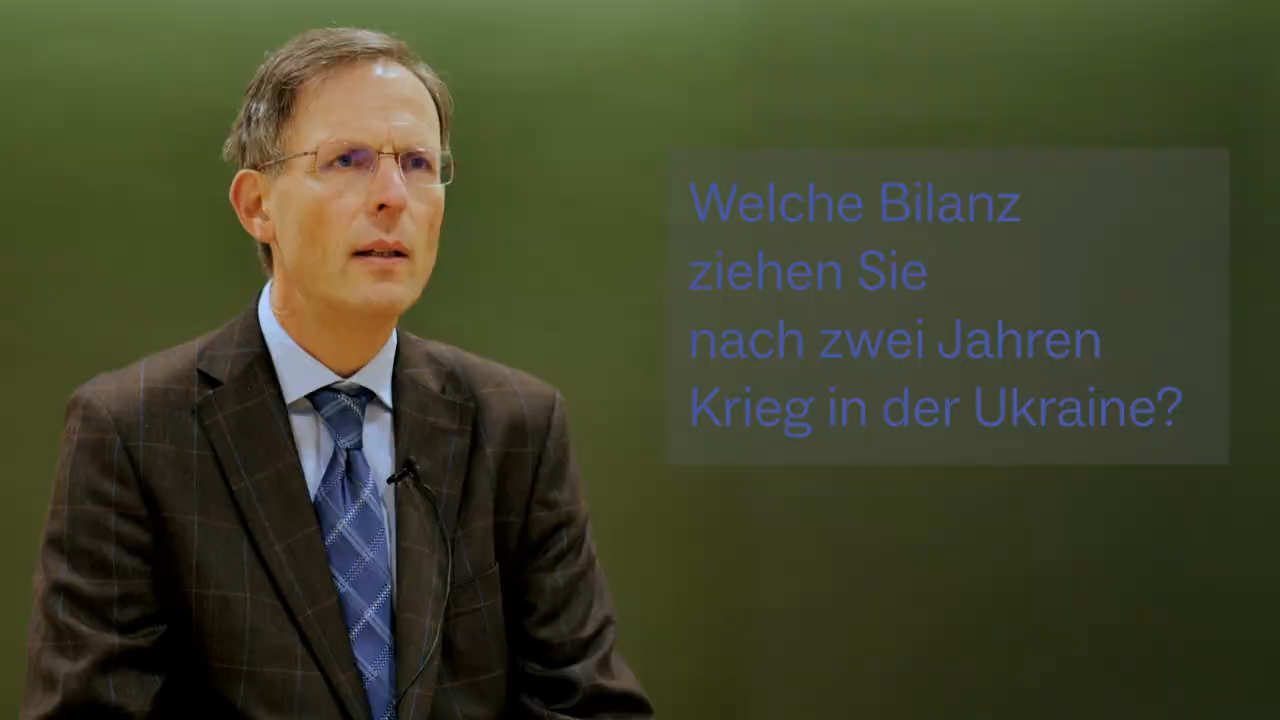 Welche Bilanz
ziehen Sie
nach zwei Jahren
Krieg in der Ukraine?